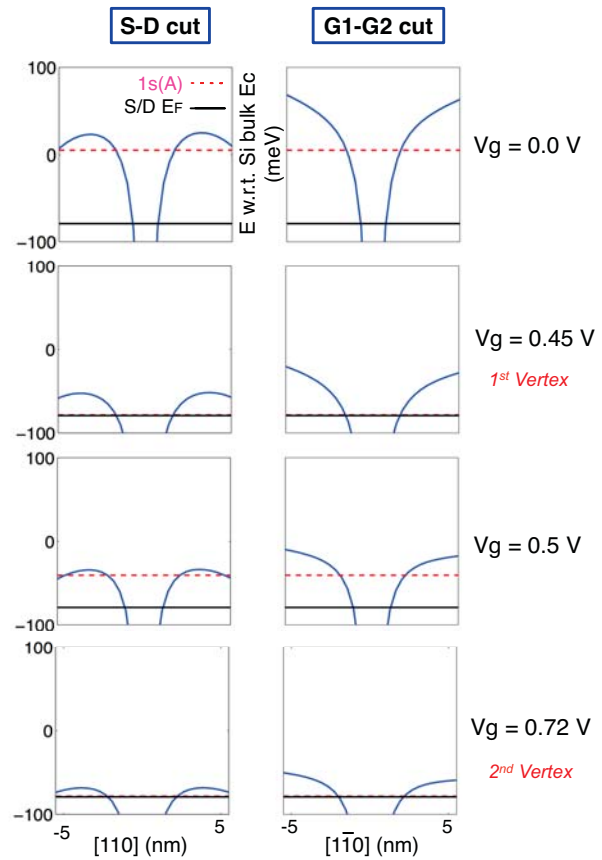 S-D cut
G1-G2 cut
100
0
−100
1s(A)
S/D EF
E w.r.t. Si bulk Ec
(meV)
Vg = 0.0 V
100
0
−100
Vg = 0.45 V
1st Vertex
100
0
−100
Vg = 0.5 V
100
0
−100
Vg = 0.72 V
2nd Vertex
-5
5
[110] (nm)
-5
5
[1̅10] (nm)